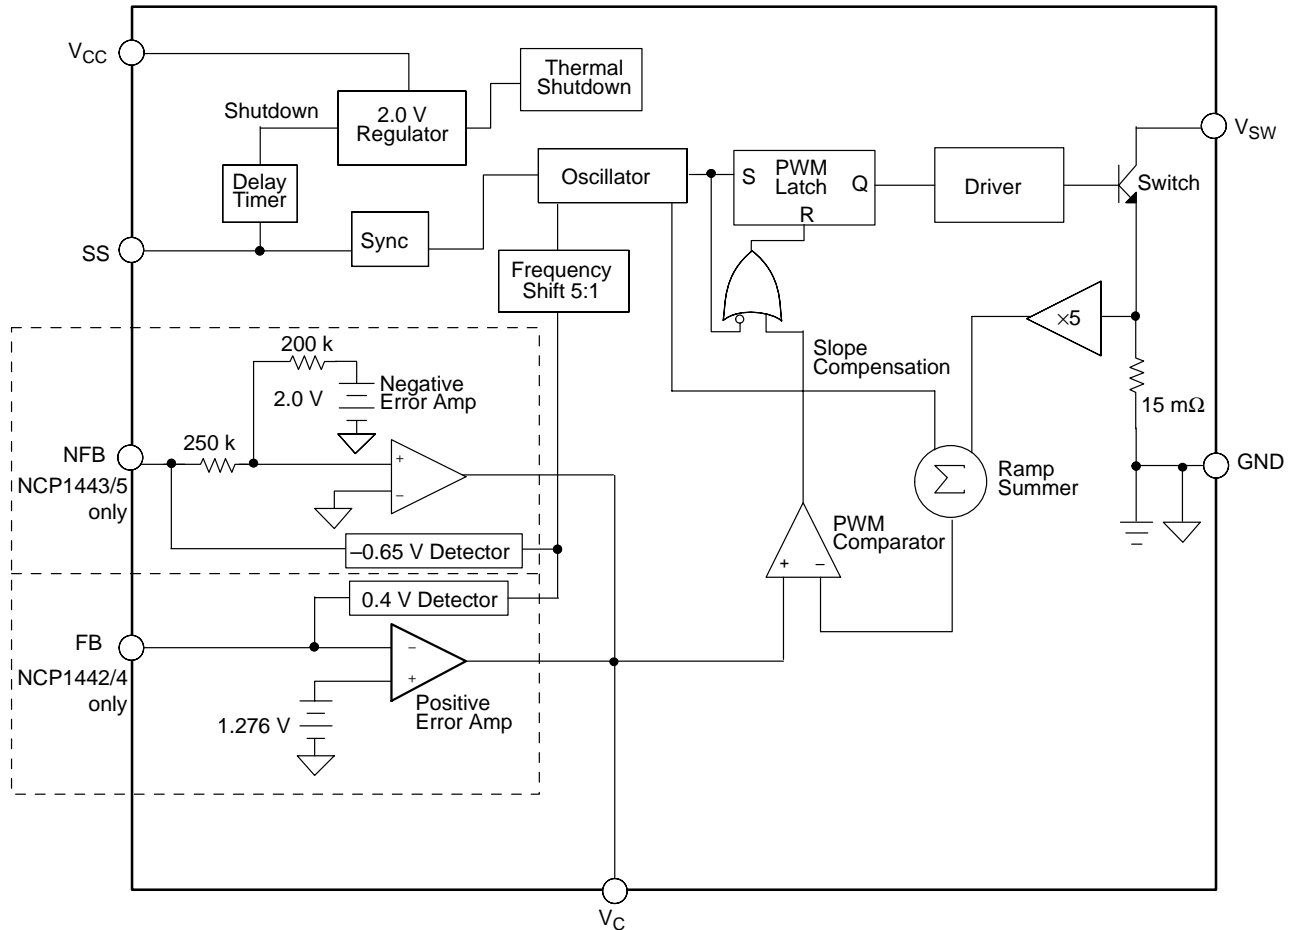 VCC
Thermal
Shutdown
Shutdown
2.0 V
Regulator
VSW
Delay
Timer
Oscillator
S
PWM
Latch
Q
R
Driver
Switch
SS
Sync
Frequency
Shift 5:1
×5
200 k
2.0 V
Negative
Error Amp
Slope
Compensation
15 mΩ
250 k
NFB
NCP1443/5
only
+
−
Σ
Ramp
Summer
GND
PWM
Comparator
+
−
−0.65 V Detector
0.4 V Detector
FB
NCP1442/4
only
−
+
Positive
Error Amp
1.276 V
VC